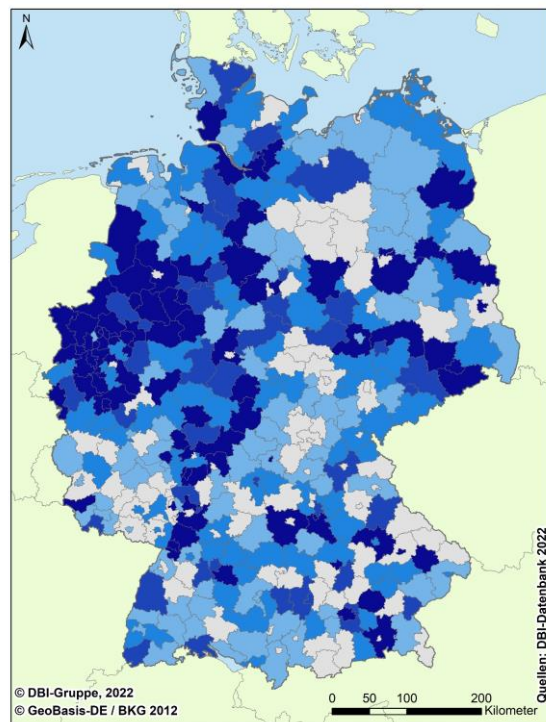 N
Quellen: DBI-Datenbank 2022
© DBI-Gruppe, 2022
© GeoBasis-DE / BKG 2012
0 50 100 200
Kilometer